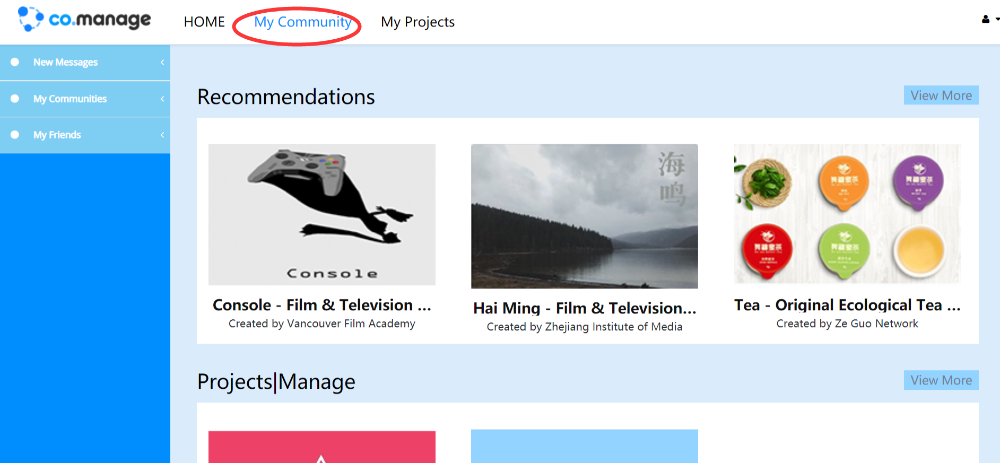 co.manage
HOME
My Community
My Projects
New Messages
My Communities
My Friends
Recommendations
View More
Console
海
鸣
Console - Film & Television ...
Created by Vancouver Film Academy
Hai Ming - Film & Television...
Created by Zhejiang Institute of Media
Tea - Original Ecological Tea ...
Created by Ze Guo Network
Projects|Manage
View More